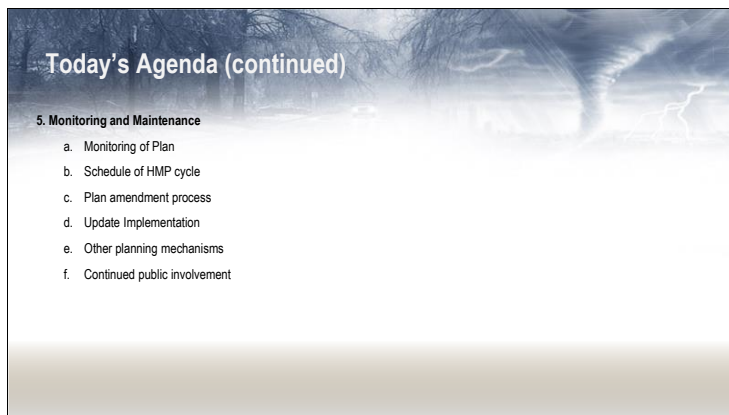 Today's Agenda (continued)
5. Monitoring and Maintenance
a. Monitoring of Plan
b. Schedule of HMP cycle
c. Plan amendment process
d. Update Implementation
e. Other planning mechanisms
f. Continued public involvement